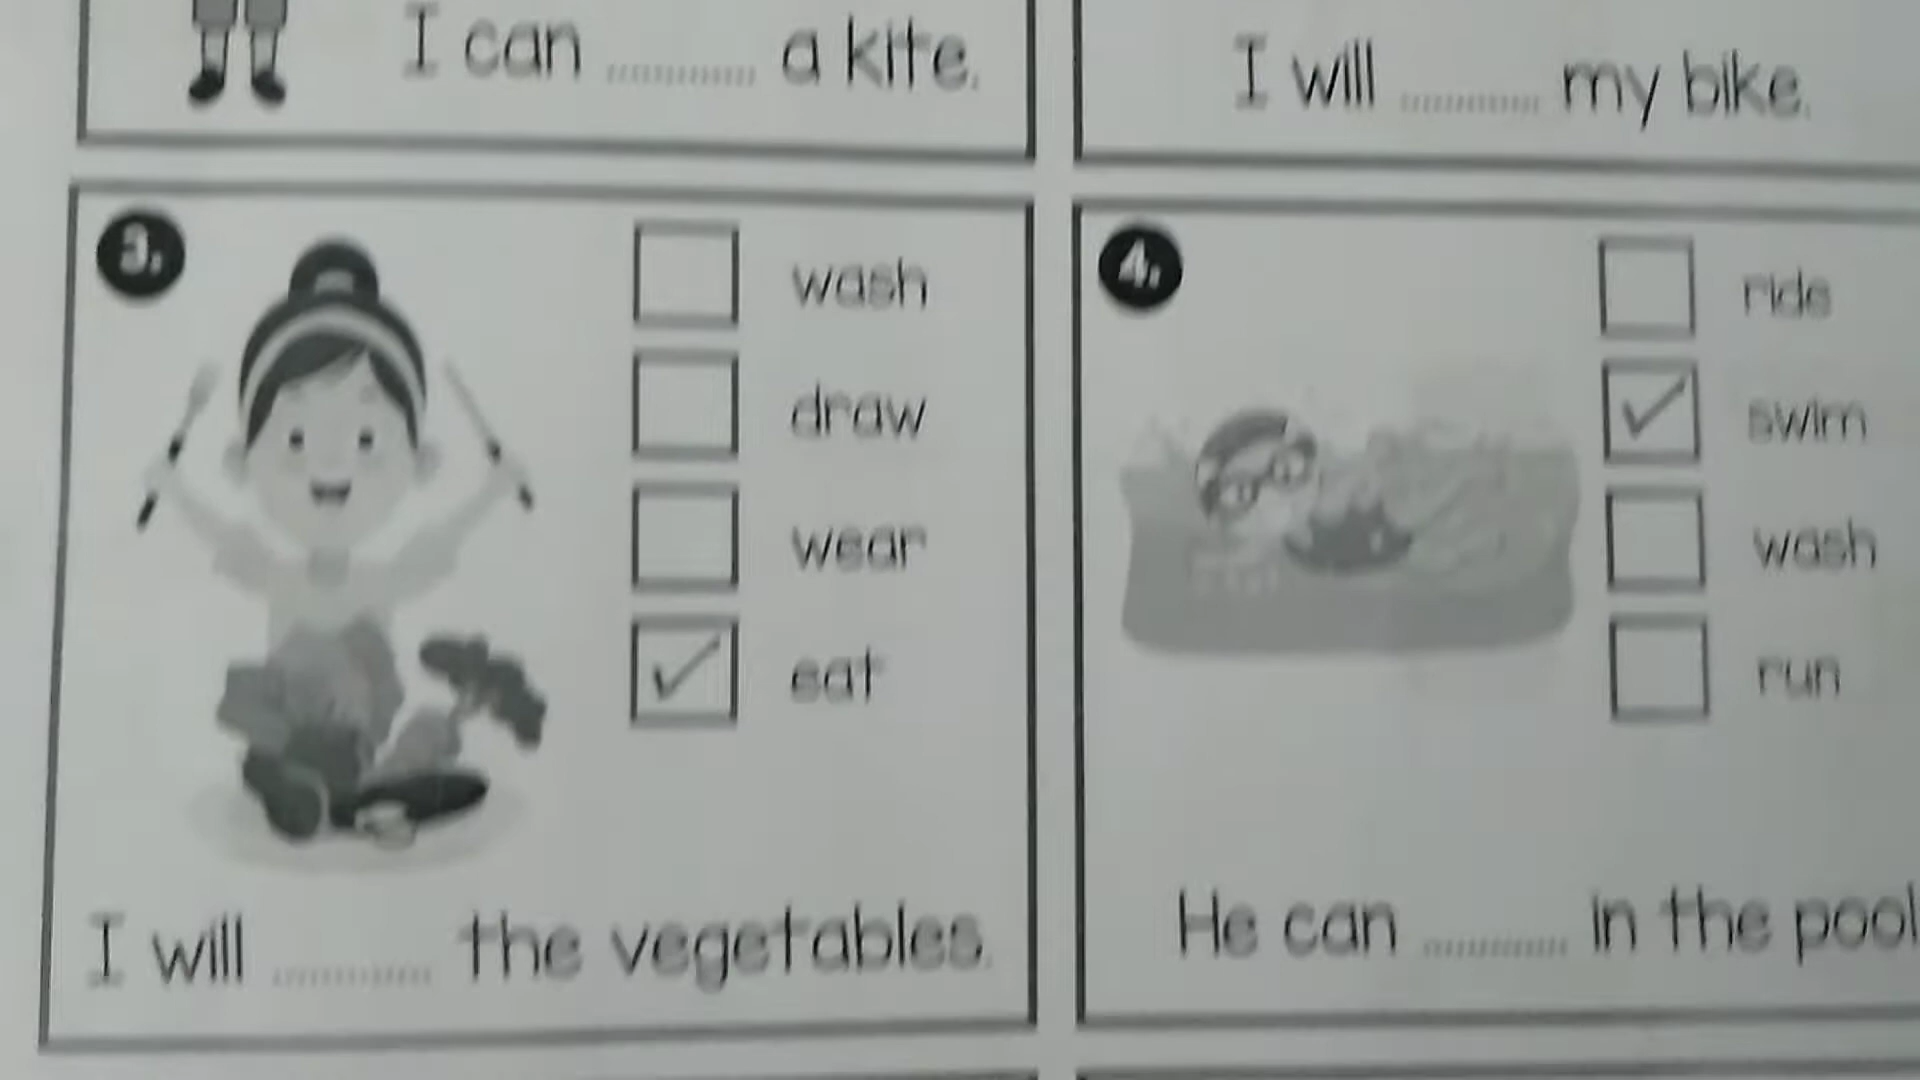 I can ............ a kite.
I will ............ my bike.
3.
wash
draw
wear
eat
I will ............ the vegetables.
4.
ride
swim
wash
run
He can ............ in the pool